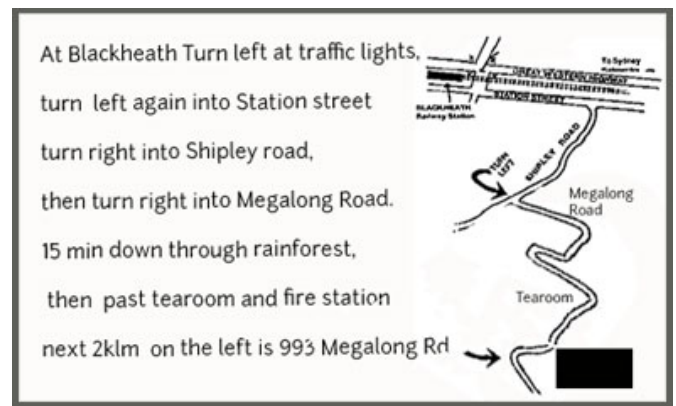 At Blackheath Turn left at traffic lights,
turn left again into Station street
turn right into Shipley road,
then turn right into Megalong Road.
15 min down through rainforest,
then past tearoom and fire station
next 2klm on the left is 993 Megalong Rd
To Sydney
GREAT WESTERN HIGHWAY
STATION STREET
BLACKHEATH
Railway Station
SHIPLEY ROAD
TURN
LEFT
Megalong
Road
Tearoom